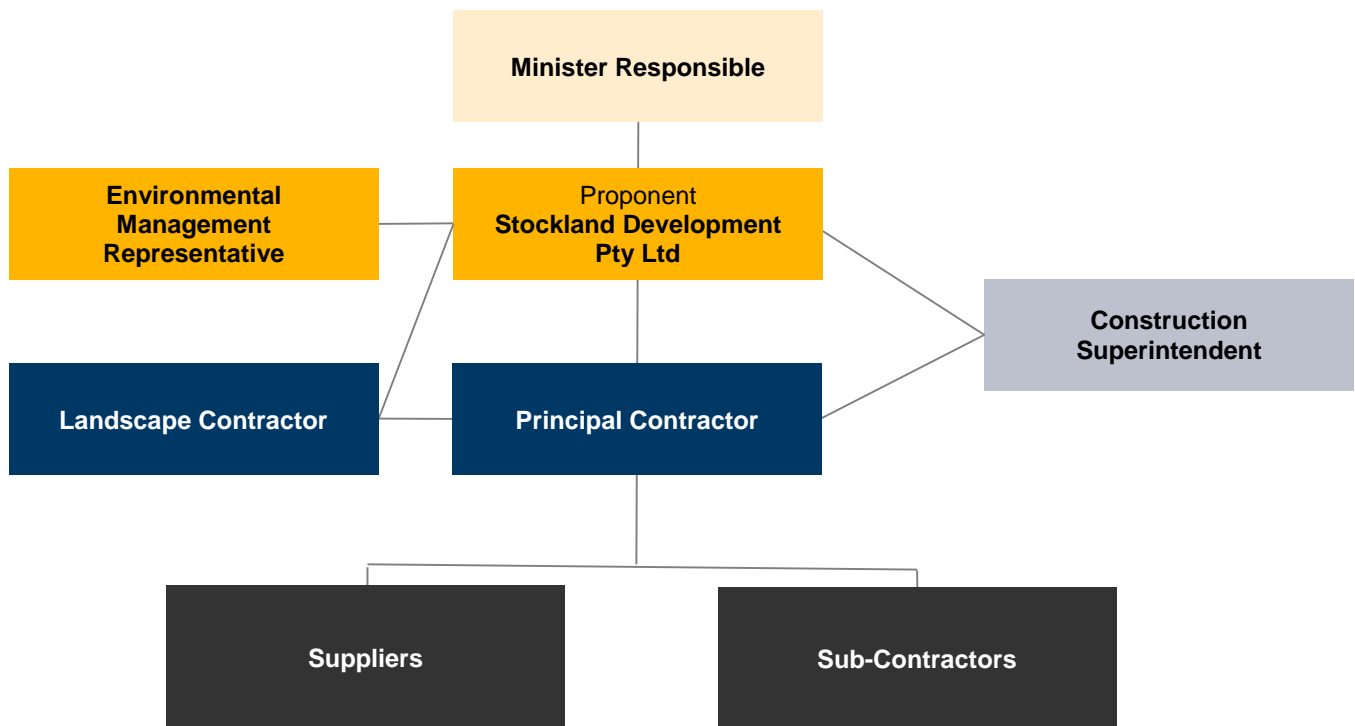 Minister Responsible
Environmental
Management
Representative
Proponent
Stockland Development
Pty Ltd
Construction
Superintendent
Landscape Contractor
Principal Contractor
Suppliers
Sub-Contractors